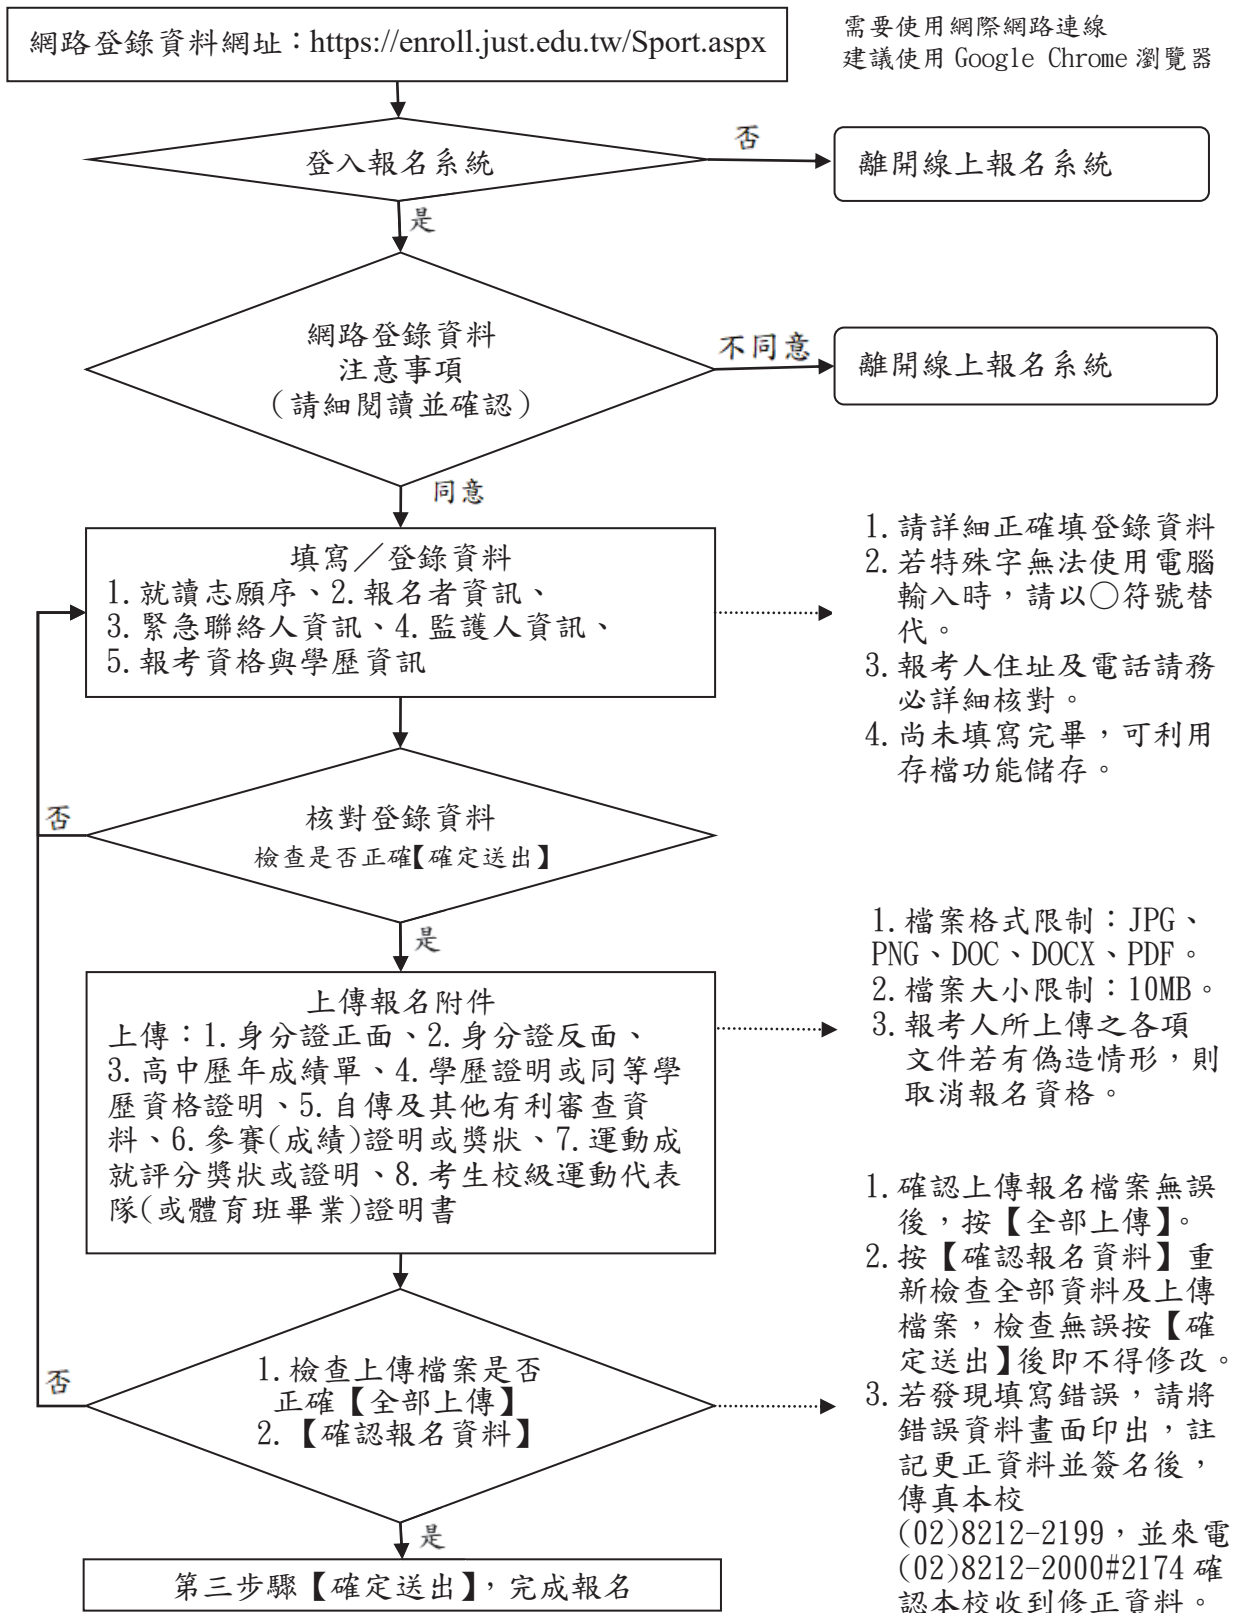 網路登錄資料網址：https://enroll.just.edu.tw/Sport.aspx
需要使用網際網路連線
建議使用 Google Chrome 瀏覽器
登入報名系統
否
離開線上報名系統
是
網路登錄資料
注意事項
（請細閱讀並確認）
不同意
離開線上報名系統
同意
填寫／登錄資料
1.就讀志願序、2.報名者資訊、
3.緊急聯絡人資訊、4.監護人資訊、
5.報考資格與學歷資訊
1.請詳細正確填登錄資料
2.若特殊字無法使用電腦
輸入時，請以○符號替
代。
3.報考人住址及電話請務
必詳細核對。
4.尚未填寫完畢，可利用
存檔功能儲存。
否
核對登錄資料
檢查是否正確【確定送出】
是
上傳報名附件
上傳：1.身分證正面、2.身分證反面、
3.高中歷年成績單、4.學歷證明或同等學
歷資格證明、5.自傳及其他有利審查資
料、6.參賽(成績)證明或獎狀、7.運動成
就評分獎狀或證明、8.考生校級運動代表
隊(或體育班畢業)證明書
1.檔案格式限制：JPG、
PNG、DOC、DOCX、PDF。
2.檔案大小限制：10MB。
3.報考人所上傳之各項
文件若有偽造情形，則
取消報名資格。
否
1.檢查上傳檔案是否
正確【全部上傳】
2.【確認報名資料】
1.確認上傳報名檔案無誤
後，按【全部上傳】。
2.按【確認報名資料】重
新檢查全部資料及上傳
檔案，檢查無誤按【確
定送出】後即不得修改。
3.若發現填寫錯誤，請將
錯誤資料畫面印出，註
記更正資料並簽名後，
傳真本校
(02)8212-2199，並來電
(02)8212-2000#2174 確
認本校收到修正資料。
是
第三步驟【確定送出】，完成報名